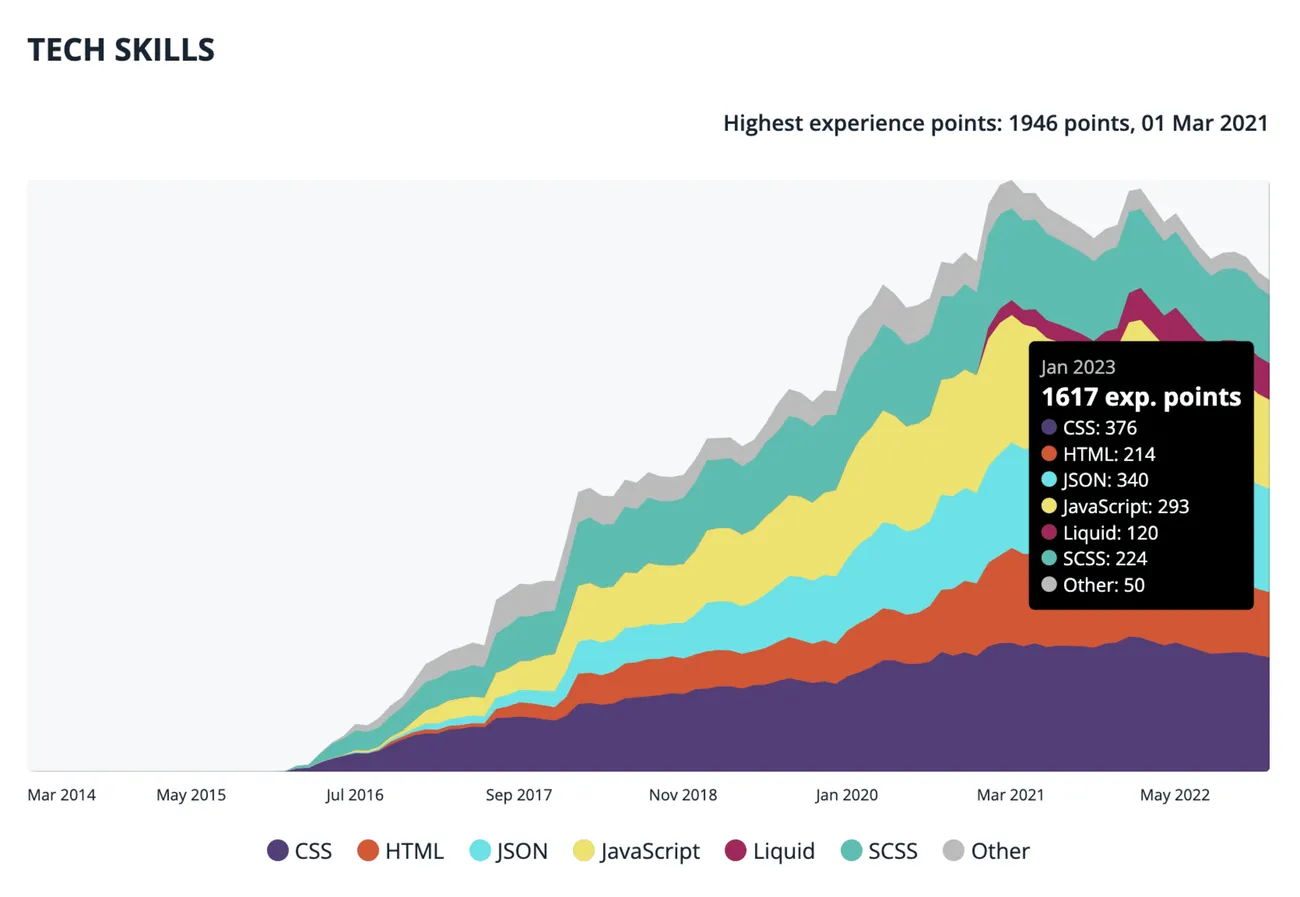 TECH SKILLS
Highest experience points: 1946 points, 01 Mar 2021
Jan 2023
1617 exp. points
CSS: 376
HTML: 214
JSON: 340
JavaScript: 293
Liquid: 120
SCSS: 224
Other: 50
Mar 2014 May 2015 Jul 2016 Sep 2017 Nov 2018 Jan 2020 Mar 2021 May 2022
CSS HTML JSON JavaScript Liquid SCSS Other